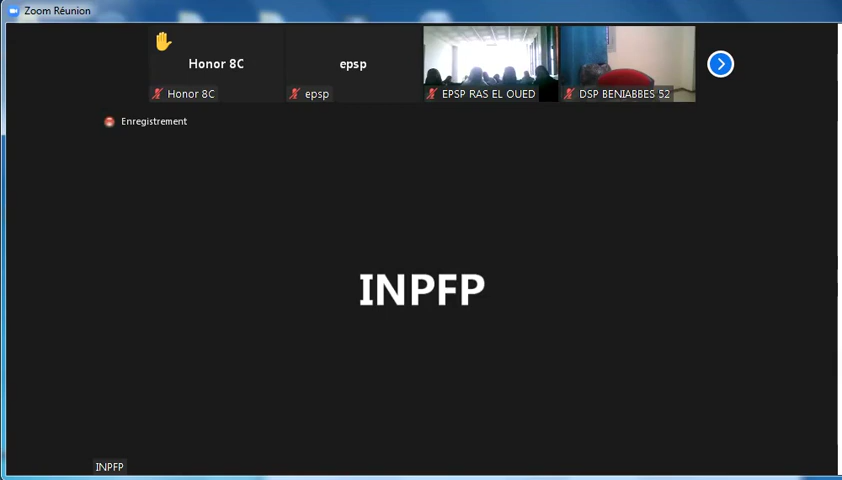 Zoom Réunion
Honor 8C
epsp
Honor 8C
epsp
EPSP RAS EL OUED
DSP BENIABBES 52
Enregistrement
INPFP
INPFP